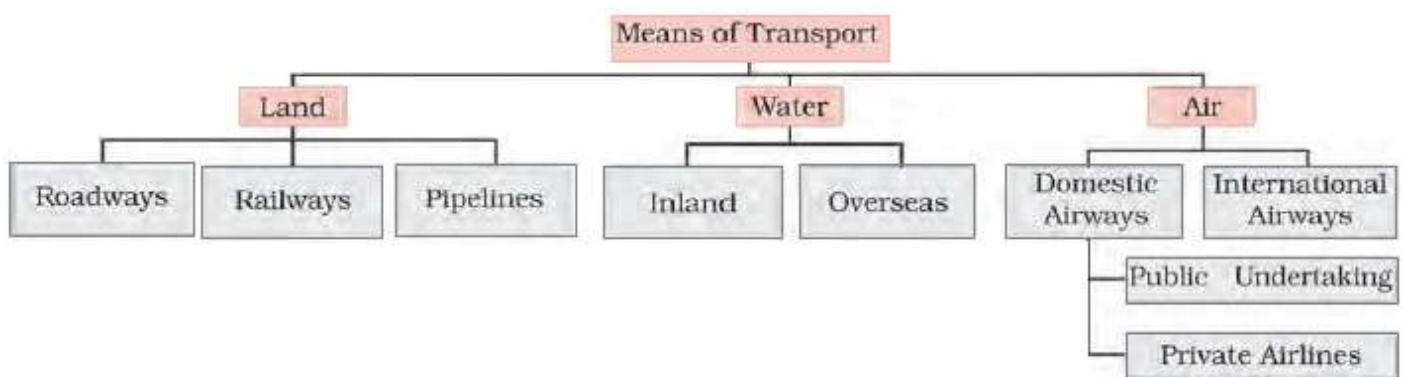 Means of Transport
Land
Water
Air
Roadways
Railways
Pipelines
Inland
Overseas
Domestic
Airways
International
Airways
Public Undertaking
Private Airlines